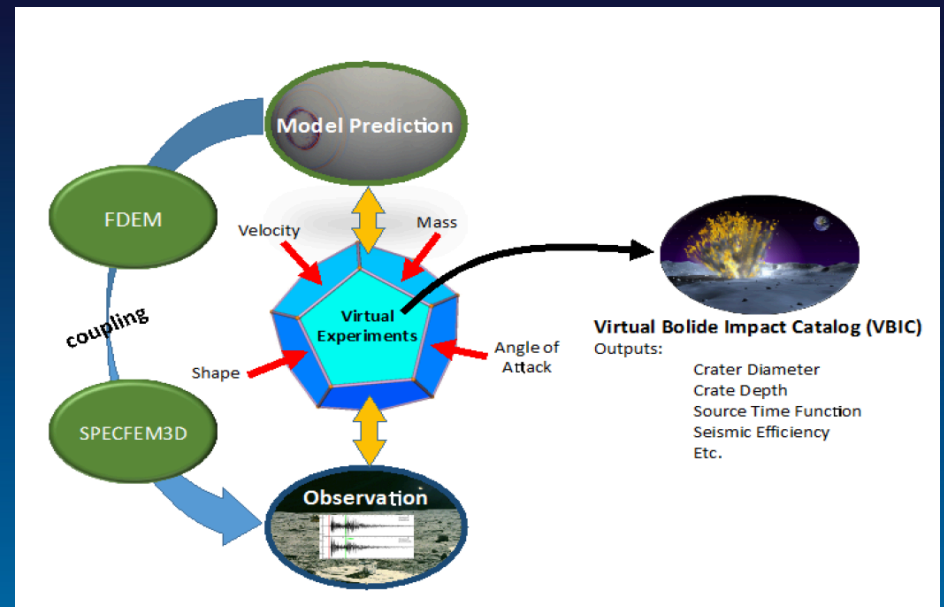 Model Prediction
FDEM
Velocity
Mass
coupling
Virtual
Experiments
Shape
Angle of
Attack
SPECFEM3D
Observation
Virtual Bolide Impact Catalog (VBIC)
Outputs:
Crater Diameter
Crate Depth
Source Time Function
Seismic Efficiency
Etc.